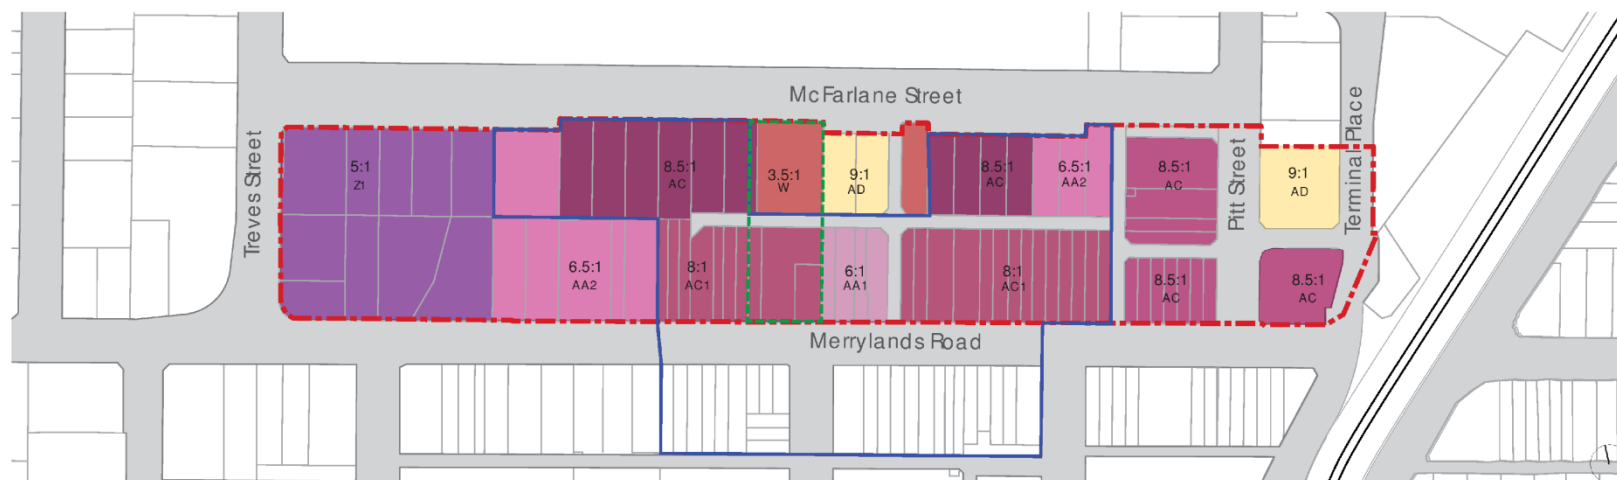 McFarlane Street
Treves Street
5:1
Z1
8.5:1
AC
3.5:1
W
9:1
AD
8.5:1
AC
6.5:1
AA2
8.5:1
AC
Pitt Street
9:1
AD
Terminal Place
6.5:1
AA2
8:1
AC1
6:1
AA1
8:1
AC1
8.5:1
AC
8.5:1
AC
Merrylands Road